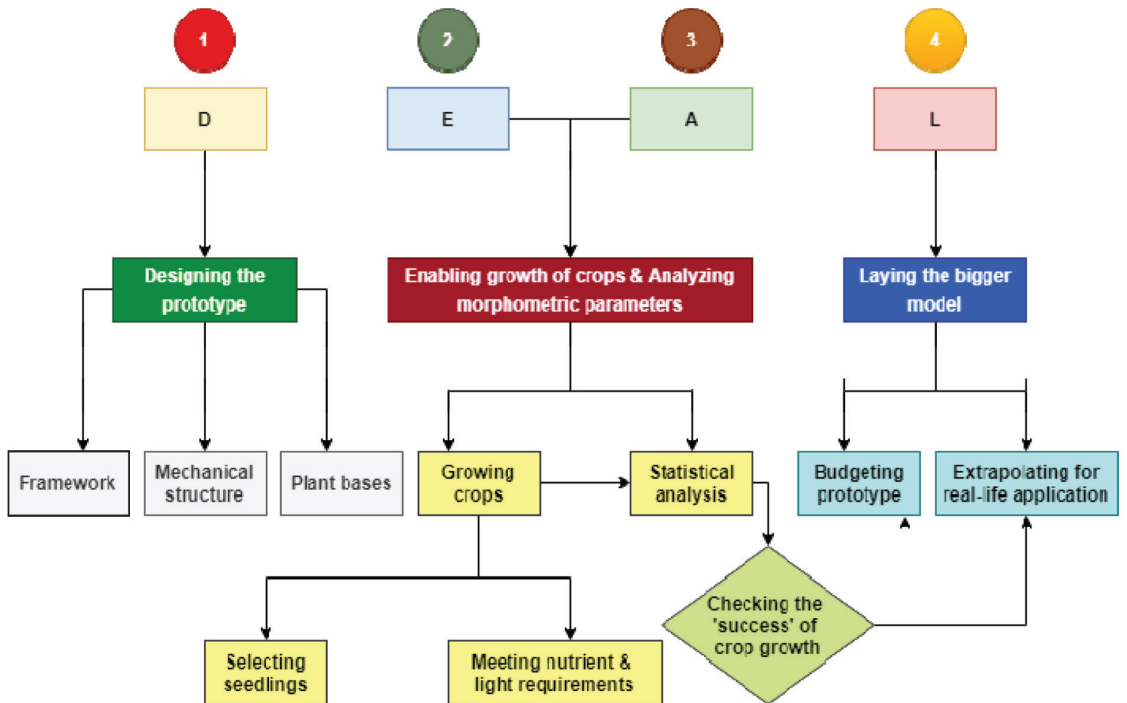 1
2
3
4
D
E
A
L
Designing the
prototype
Enabling growth of crops & Analyzing
morphometric parameters
Laying the bigger
model
Framework
Mechanical
structure
Plant bases
Growing
crops
Statistical
analysis
Budgeting
prototype
Extrapolating for
real-life application
Checking the
'success' of
crop growth
Selecting
seedlings
Meeting nutrient &
light requirements